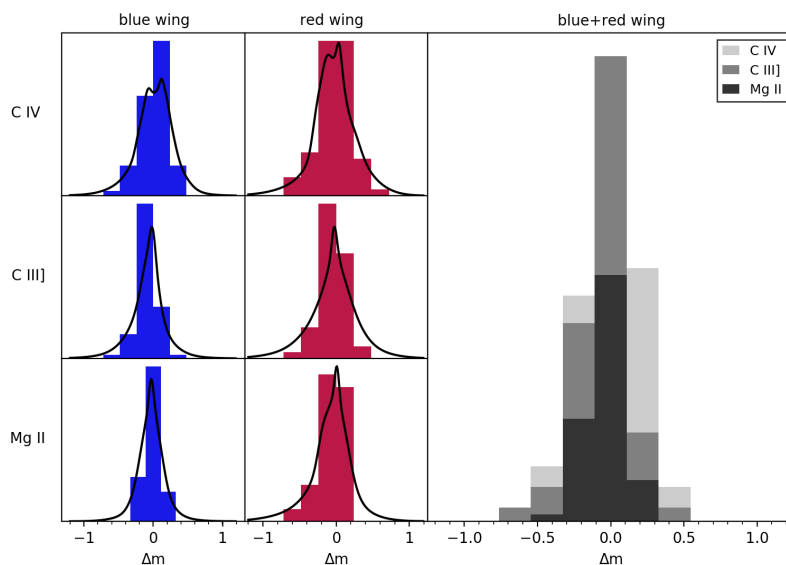 blue wing red wing blue+red wing
C IV
C III]
Mg II
C IV
C III]
Mg II
−1 0 1
−1 0 1
−1.0 −0.5 0.0 0.5 1.0
Δm Δm Δm